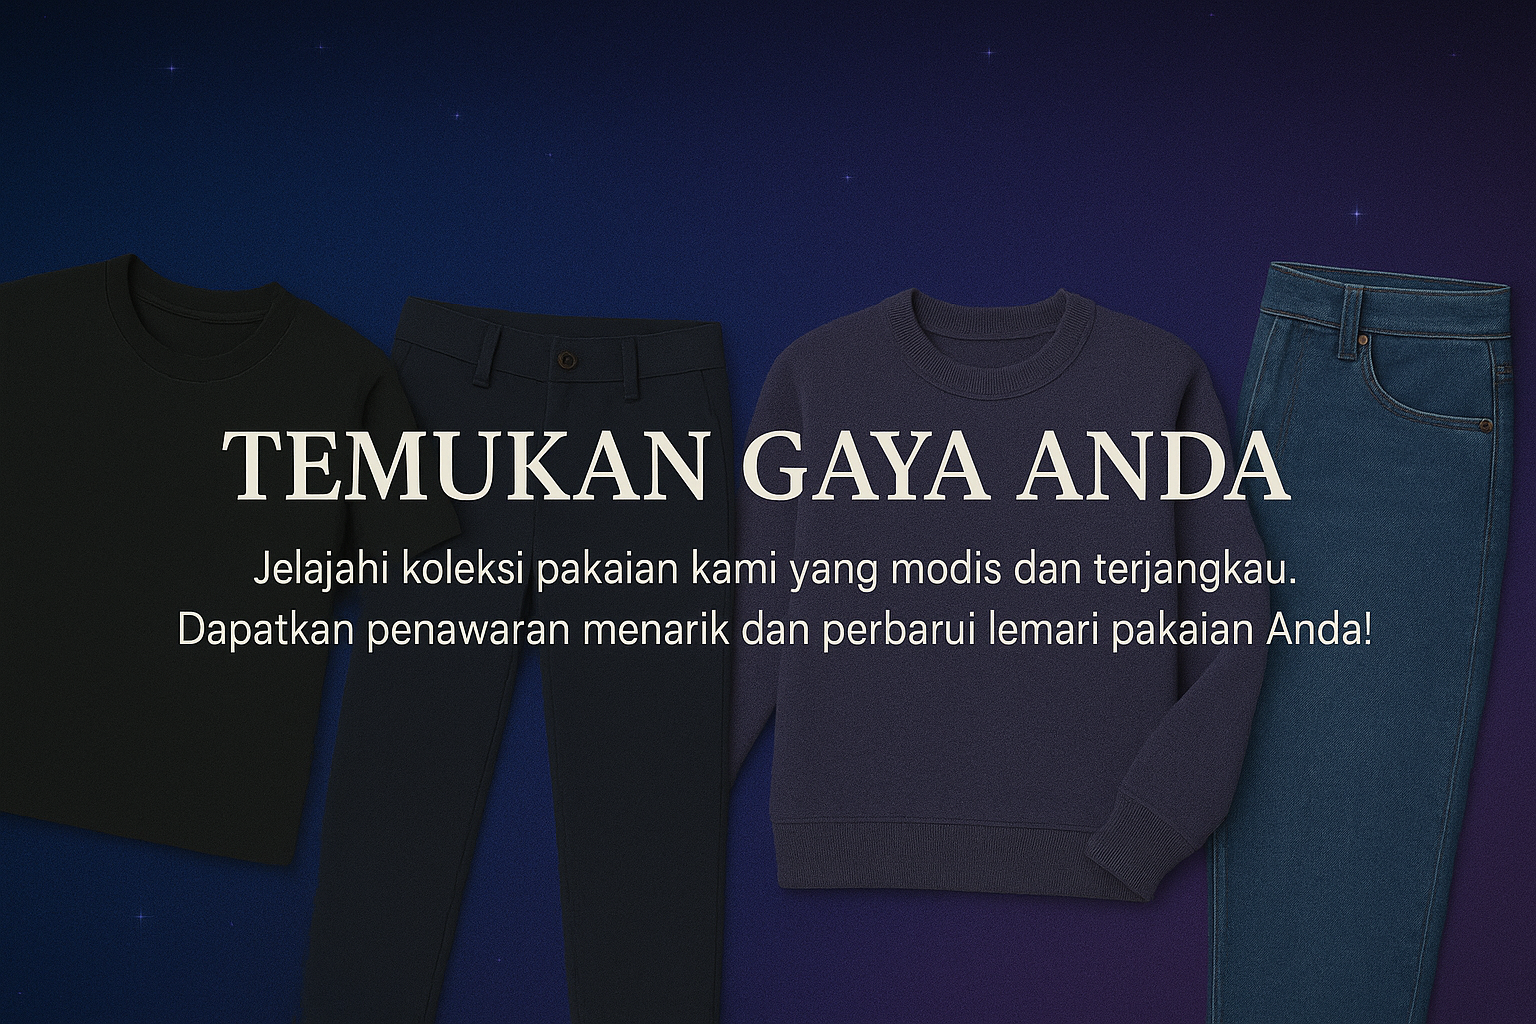 TEMUKAN GAYA ANDA
Jelajahi koleksi pakaian kami yang modis dan terjangkau.
Dapatkan penawaran menarik dan perbarui lemari pakaian Anda!